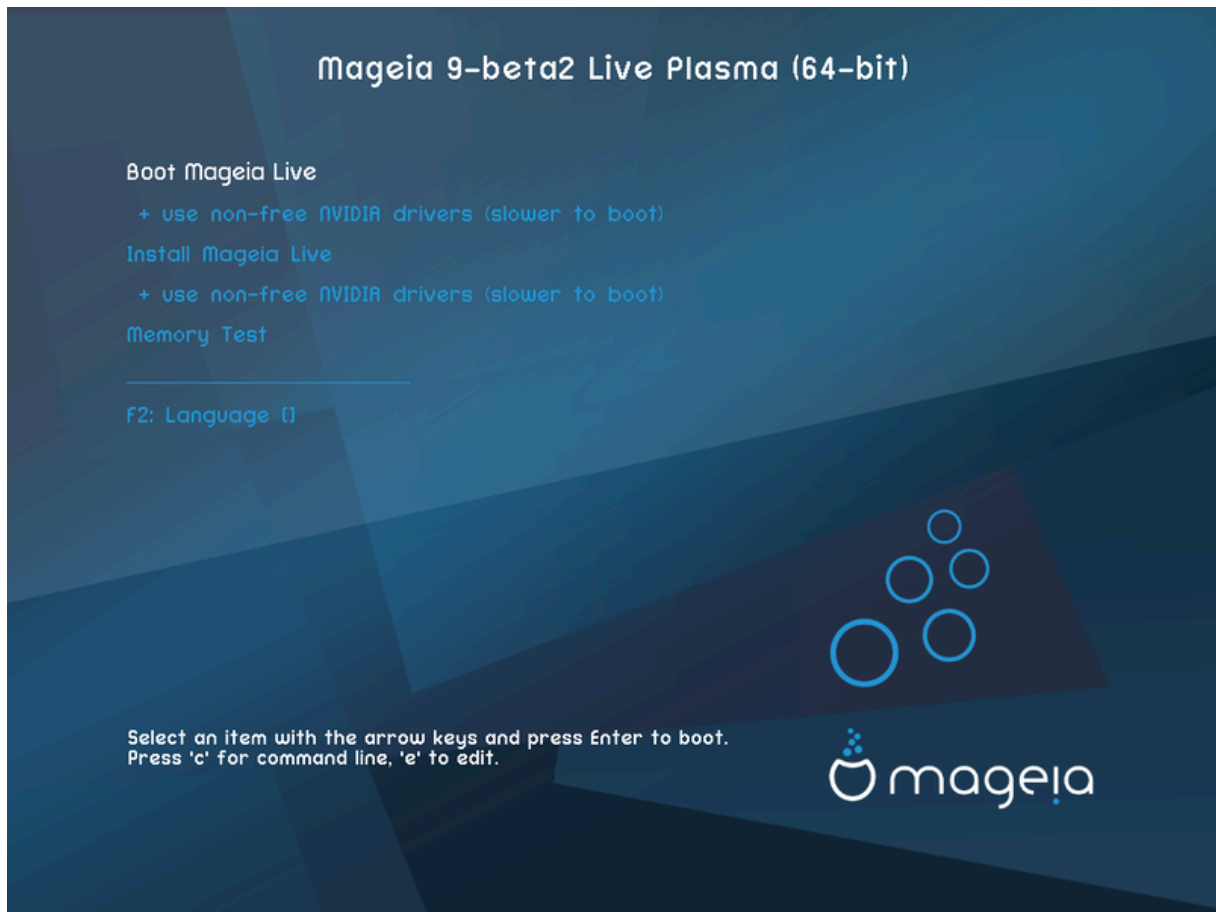 Mageia 9-beta2 Live Plasma (64-bit)
Boot Mageia Live
+ use non-free NVIDIA drivers (slower to boot)
Install Mageia Live
+ use non-free NVIDIA drivers (slower to boot)
Memory Test
F2: Language []
Select an item with the arrow keys and press Enter to boot.
Press 'c' for command line, 'e' to edit.
mageia